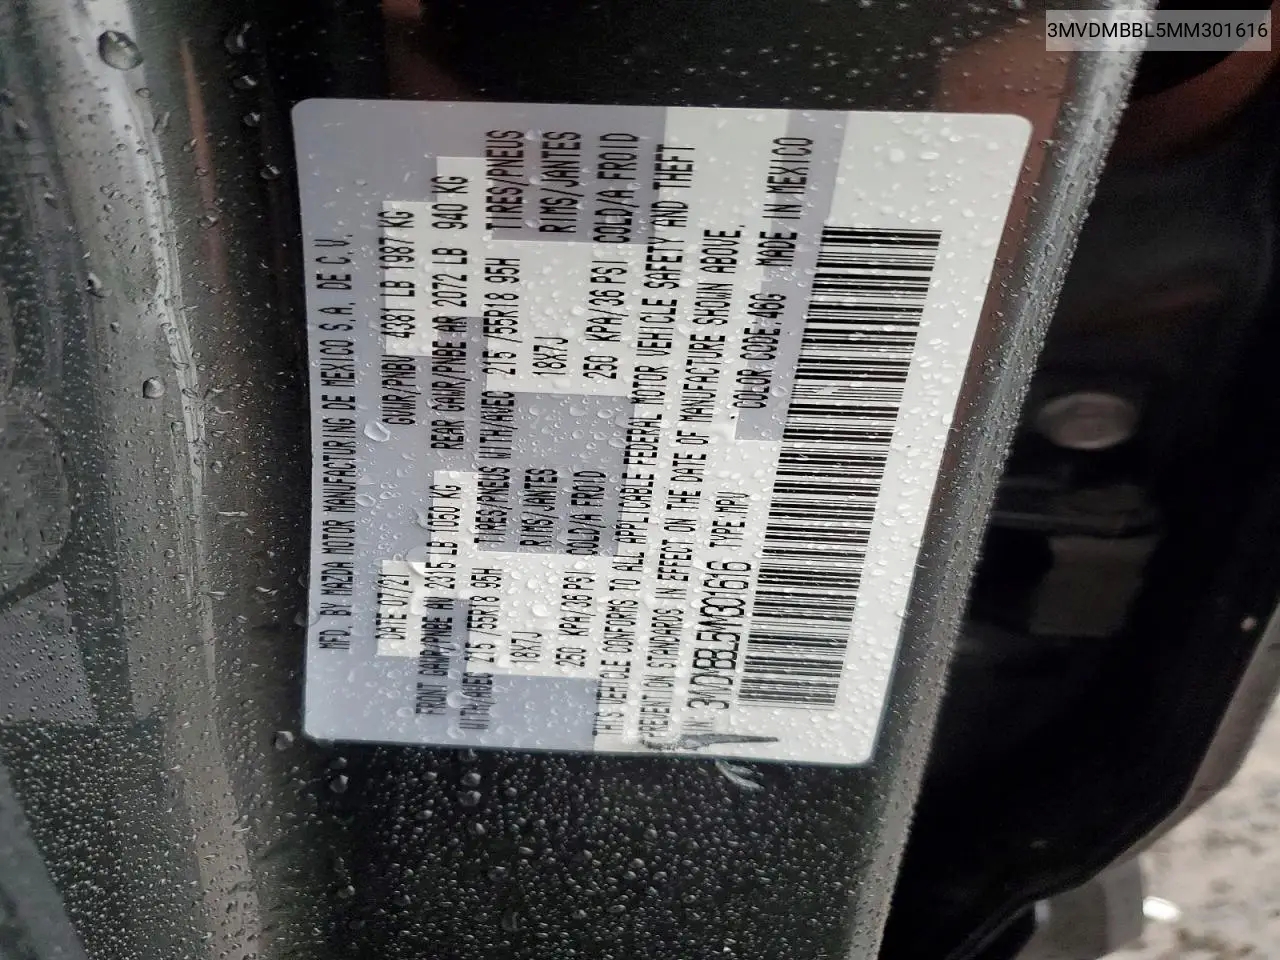 3MVDMBBL5MM301616
MFD. BY MAZDA MOTOR MANUFACTURING DE MEXICO S.A. DE C.V.
DATE:07/21 GVWR/PNBV 4381 LB 1987 KG
FRONT GAWR/PNBE AV 2315 LB 1050 KG REAR GAWR/PNBE AR 2072 LB 940 KG
WITH/AVEC 215 /55R18 95H TIRES/PNEUS WITH/AVEC 215 /55R18 95H TIRES/PNEUS
18X7J RIMS/JANTES 18X7J RIMS/JANTES
250 KPA/36 PSI COLD/A FROID 250 KPA/36 PSI COLD/A FROID
THIS VEHICLE CONFORMS TO ALL APPLICABLE FEDERAL MOTOR VEHICLE SAFETY AND THEFT
PREVENTION STANDARDS IN EFFECT ON THE DATE OF MANUFACTURE SHOWN ABOVE.
3MVDMBBL5MM301616 TYPE:MPV COLOR CODE:46G MADE IN MEXICO